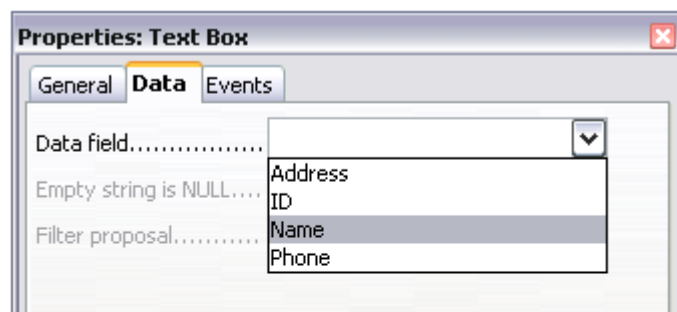 Properties: Text Box
General Data Events
Data field.................
Address
Empty string is NULL....
ID
Name
Filter proposal...........
Phone